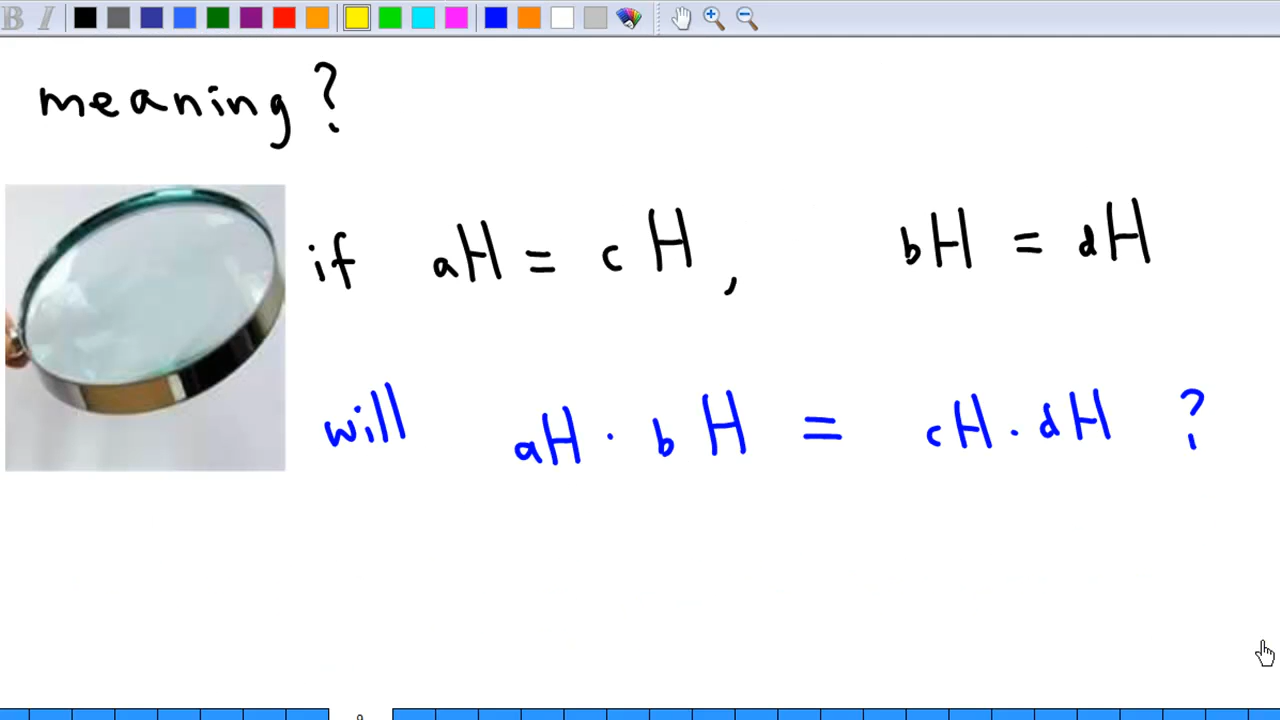 B I
meaning?
if aH = cH, bH = dH
will aH · bH = cH · dH ?